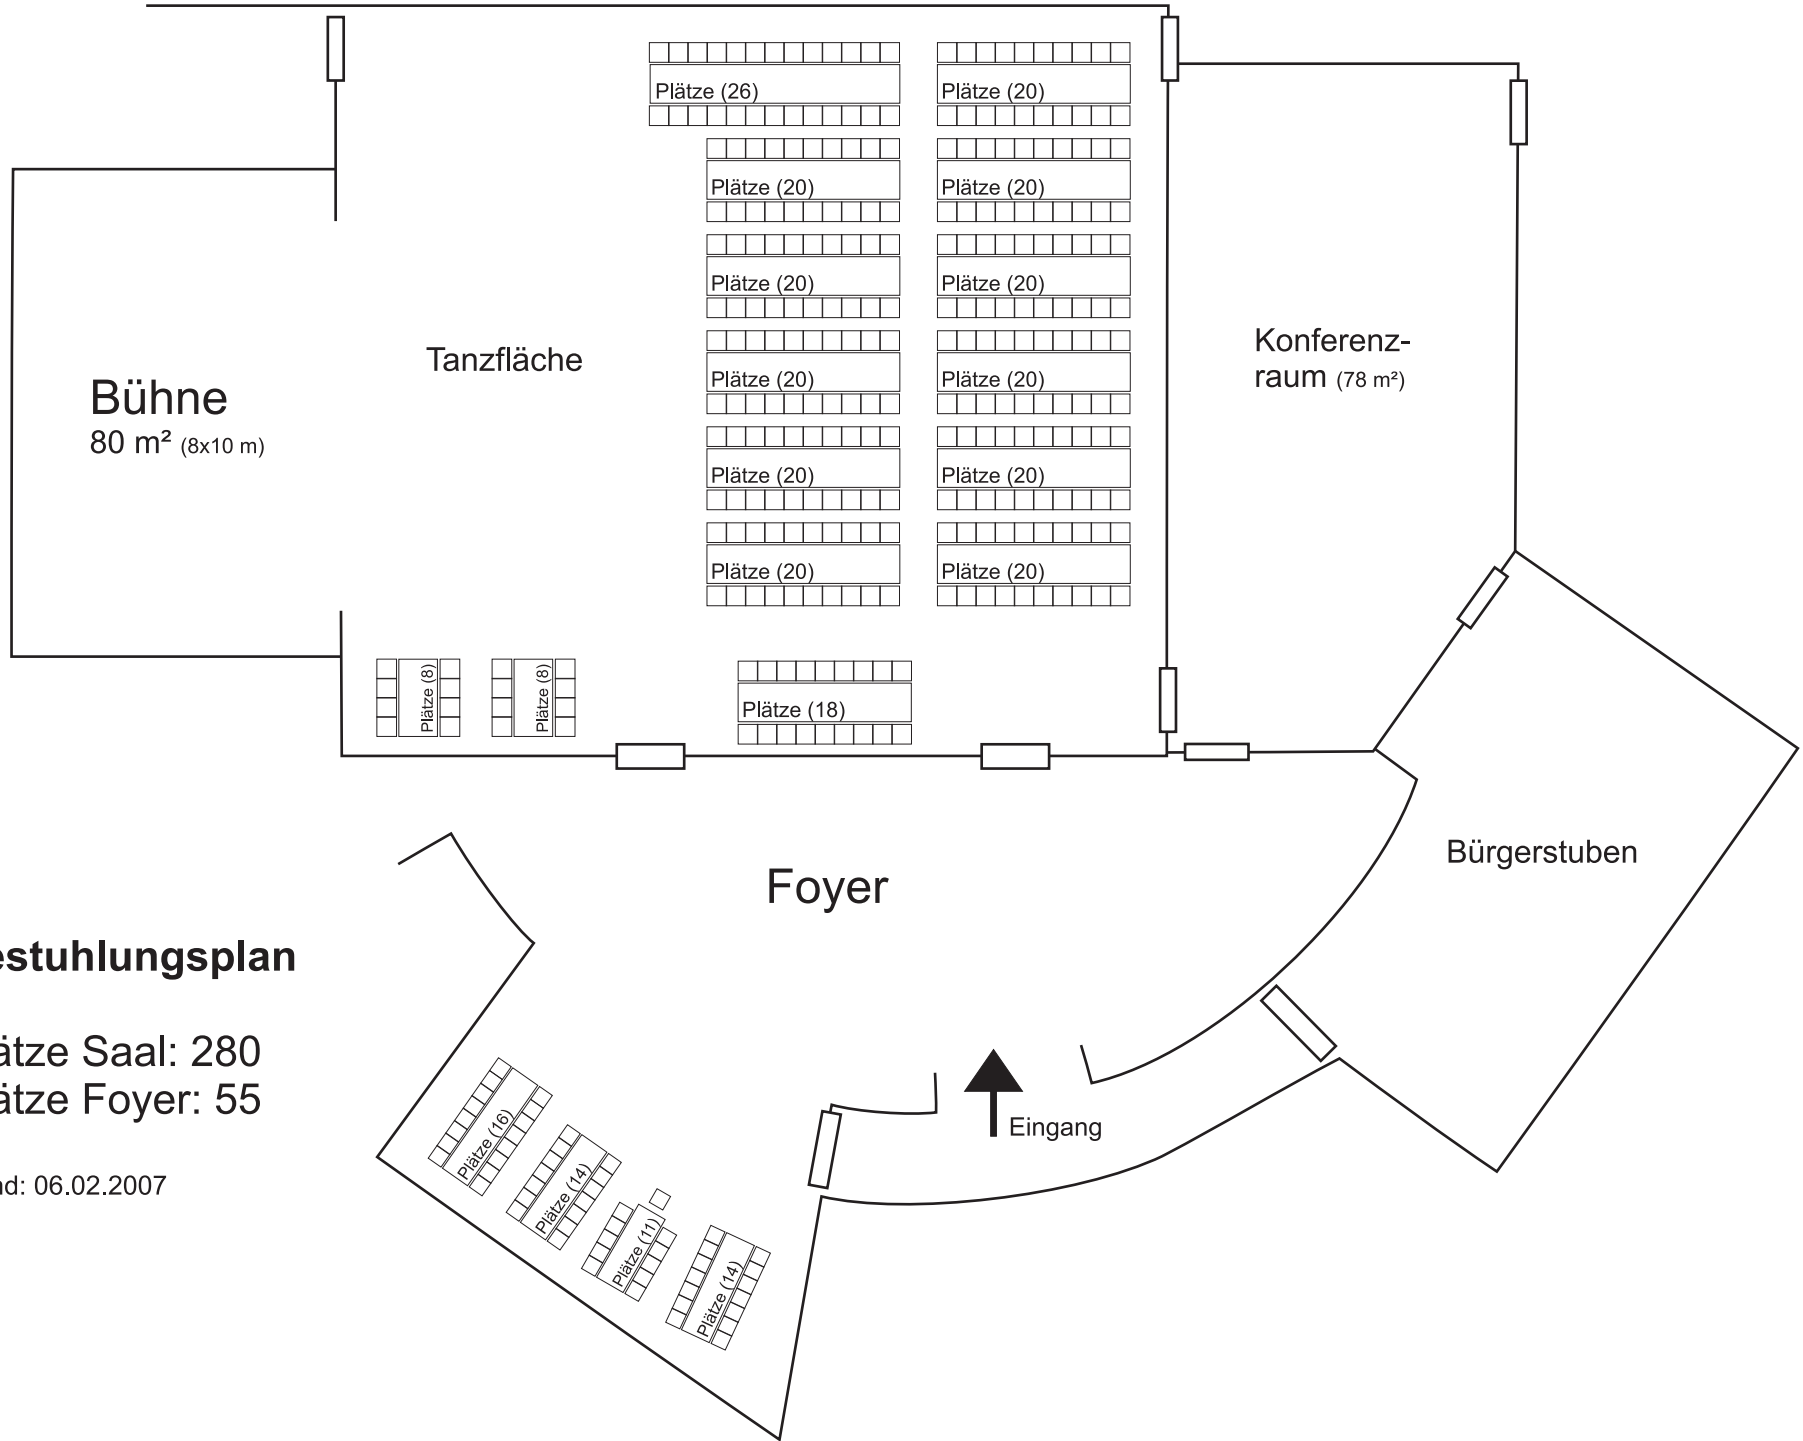 Plätze (26)
Plätze (20)
Plätze (20)
Plätze (20)
Plätze (20)
Plätze (20)
Plätze (20)
Plätze (20)
Plätze (20)
Plätze (20)
Plätze (20)
Plätze (20)
Tanzfläche
Bühne
80 m² (8x10 m)
Konferenz-
raum (78 m²)
Plätze (8)
Plätze (8)
Plätze (18)
Foyer
Bürgerstuben
estuhlungsplan
ätze Saal: 280
ätze Foyer: 55
nd: 06.02.2007
Eingang
Plätze (16)
Plätze (14)
Plätze (11)
Plätze (14)